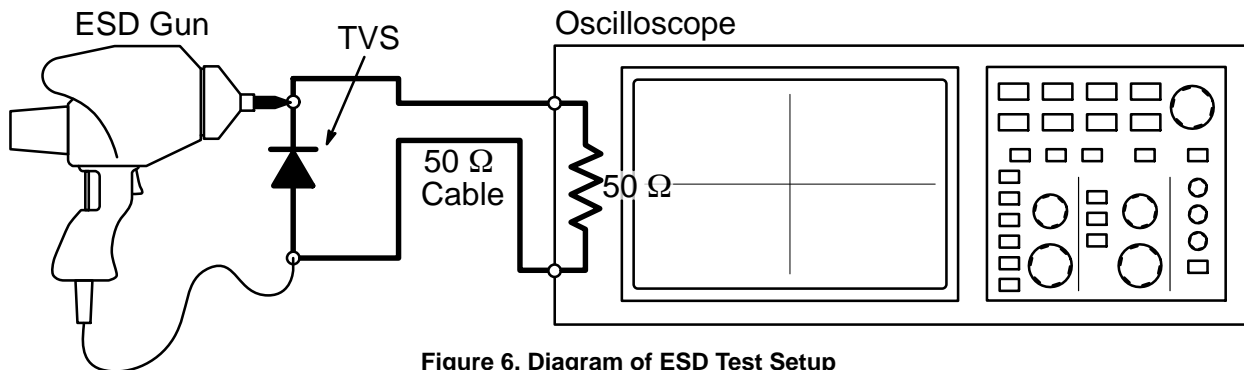 ESD Gun
TVS
Oscilloscope
50 Ω
Cable
50 Ω
Figure 6. Diagram of ESD Test Setup